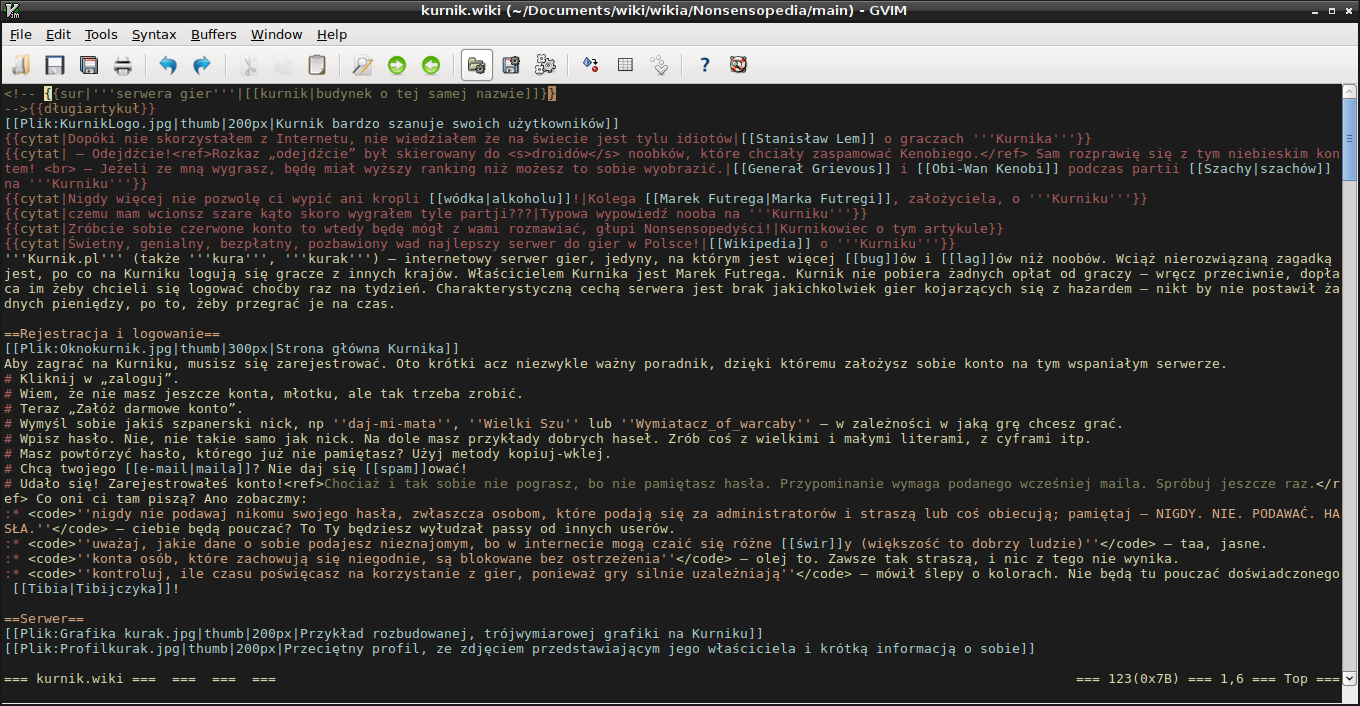 kurnik.wiki (~/Documents/wiki/wikia/Nonsensopedia/main) - GVIM
File Edit Tools Syntax Buffers Window Help
<!-- {{sur|'''serwera gier'''|[[kurnik|budynek o tej samej nazwie]]}}
-->{{długiartykuł}}
[[Plik:KurnikLogo.jpg|thumb|200px|Kurnik bardzo szanuje swoich użytkowników]]
{{cytat|Dopóki nie skorzystałem z Internetu, nie wiedziałem że na świecie jest tylu idiotów|[[Stanisław Lem]] o graczach '''Kurnika'''}}
{{cytat| – Odejdźcie!<ref>Rozkaz „odejdźcie” był skierowany do <s>droidów</s> noobków, które chciały zaspamować Kenobiego.</ref> Sam rozprawię się z tym niebieskim kon
tem! <br> – Jeżeli ze mną wygrasz, będę miał wyższy ranking niż możesz to sobie wyobrazić.|[[Generał Grievous]] i [[Obi-Wan Kenobi]] podczas partii [[Szachy|szachów]]
na '''Kurniku'''}}
{{cytat|Nigdy więcej nie pozwolę ci wypić ani kropli [[wódka|alkoholu]]!|Kolega [[Marek Futrega|Marka Futregi]], założyciela, o '''Kurniku'''}}
{{cytat|czemu mam wcionsz szare kąto skoro wygrałem tyle partji???|Typowa wypowiedź nooba na '''Kurniku'''}}
{{cytat|Zróbcie sobie czerwone konto to wtedy będę mógł z wami rozmawiać, głupi Nonsensopedyści!|Kurnikowiec o tym artykule}}
{{cytat|Świetny, genialny, bezpłatny, pozbawiony wad najlepszy serwer do gier w Polsce!|[[Wikipedia]] o '''Kurniku'''}}
'''Kurnik.pl''' (także '''kura''', '''kurak''') – internetowy serwer gier, jedyny, na którym jest więcej [[bug]]ów i [[lag]]ów niż noobów. Wciąż nierozwiązaną zagadką
jest, po co na Kurniku logują się gracze z innych krajów. Właścicielem Kurnika jest Marek Futrega. Kurnik nie pobiera żadnych opłat od graczy – wręcz przeciwnie, dopła
ca im żeby chcieli się logować choćby raz na tydzień. Charakterystyczną cechą serwera jest brak jakichkolwiek gier kojarzących się z hazardem – nikt by nie postawił ża
dnych pieniędzy, po to, żeby przegrać je na czas.
==Rejestracja i logowanie==
[[Plik:Oknokurnik.jpg|thumb|300px|Strona główna Kurnika]]
Aby zagrać na Kurniku, musisz się zarejestrować. Oto krótki acz niezwykle ważny poradnik, dzięki któremu założysz sobie konto na tym wspaniałym serwerze.
# Kliknij w „zaloguj”.
# Wiem, że nie masz jeszcze konta, młotku, ale tak trzeba zrobić.
# Teraz „Załóż darmowe konto”.
# Wymyśl sobie jakiś szpanerski nick, np ''daj-mi-mata'', ''Wielki Szu'' lub ''Wymiatacz_of_warcaby'' – w zależności w jaką grę chcesz grać.
# Wpisz hasło. Nie, nie takie samo jak nick. Na dole masz przykłady dobrych haseł. Zrób coś z wielkimi i małymi literami, z cyframi itp.
# Masz powtórzyć hasło, którego już nie pamiętasz? Użyj metody kopiuj-wklej.
# Chcą twojego [[e-mail|maila]]? Nie daj się [[spam]]ować!
# Udało się! Zarejestrowałeś konto!<ref>Chociaż i tak sobie nie pograsz, bo nie pamiętasz hasła. Przypominanie wymaga podanego wcześniej maila. Spróbuj jeszcze raz.</r
ef> Co oni ci tam piszą? Ano zobaczmy:
:* <code>''nigdy nie podawaj nikomu swojego hasła, zwłaszcza osobom, które podają się za administratorów i straszą lub coś obiecują; pamiętaj – NIGDY. NIE. PODAWAĆ. HA
SŁA.''</code> – ciebie będą pouczać? To Ty będziesz wyłudzał passy od innych userów.
:* <code>''uważaj, jakie dane o sobie podajesz nieznajomym, bo w internecie mogą czaić się różne [[świr]]y (większość to dobrzy ludzie)''</code> – taa, jasne.
:* <code>''konta osób, które zachowują się niegodnie, są blokowane bez ostrzeżenia''</code> – olej to. Zawsze tak straszą, i nic z tego nie wynika.
:* <code>''kontroluj, ile czasu poświęcasz na korzystanie z gier, ponieważ gry silnie uzależniają''</code> – mówił ślepy o kolorach. Nie będą tu pouczać doświadczonego
[[Tibia|Tibijczyka]]!
==Serwer==
[[Plik:Grafika kurak.jpg|thumb|200px|Przykład rozbudowanej, trójwymiarowej grafiki na Kurniku]]
[[Plik:Profilkurak.jpg|thumb|200px|Przeciętny profil, ze zdjęciem przedstawiającym jego właściciela i krótką informacją o sobie]]
=== kurnik.wiki === === === === === 123(0x7B) === 1,6 === Top ===